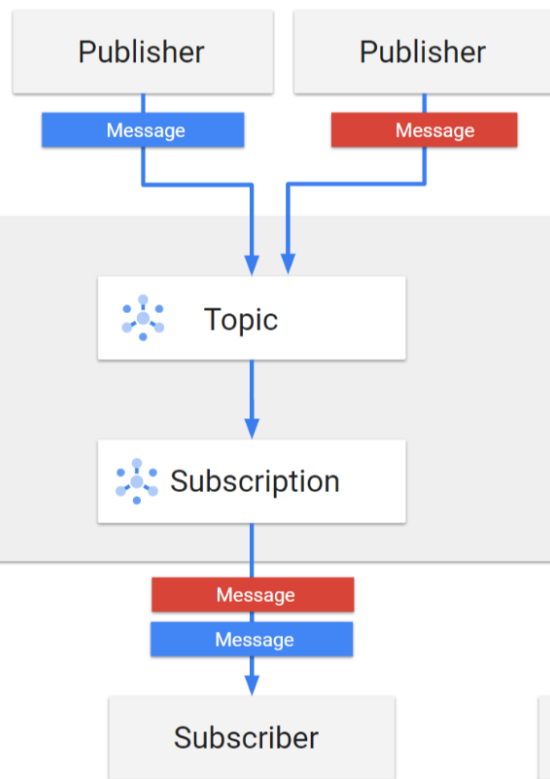 Publisher
Publisher
Message
Message
Topic
Subscription
Message
Message
Subscriber